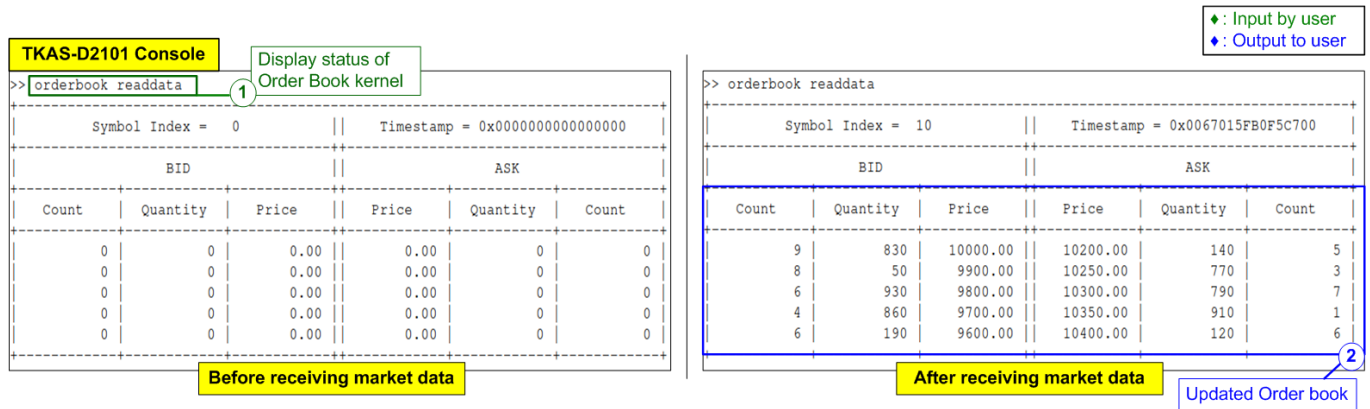 ♦ : Input by user
♦ : Output to user
TKAS-D2101 Console
Display status of
Order Book kernel
>> orderbook readdata
1
Symbol Index = 0 || Timestamp = 0x0000000000000000
BID || ASK
Count | Quantity | Price || Price | Quantity | Count
0 | 0 | 0.00 || 0.00 | 0 | 0
0 | 0 | 0.00 || 0.00 | 0 | 0
0 | 0 | 0.00 || 0.00 | 0 | 0
0 | 0 | 0.00 || 0.00 | 0 | 0
0 | 0 | 0.00 || 0.00 | 0 | 0
Before receiving market data
>> orderbook readdata
Symbol Index = 10 || Timestamp = 0x0067015FB0F5C700
BID || ASK
Count | Quantity | Price || Price | Quantity | Count
9 | 830 | 10000.00 || 10200.00 | 140 | 5
8 | 50 | 9900.00 || 10250.00 | 770 | 3
6 | 930 | 9800.00 || 10300.00 | 790 | 7
4 | 860 | 9700.00 || 10350.00 | 910 | 1
6 | 190 | 9600.00 || 10400.00 | 120 | 6
2
After receiving market data
Updated Order book